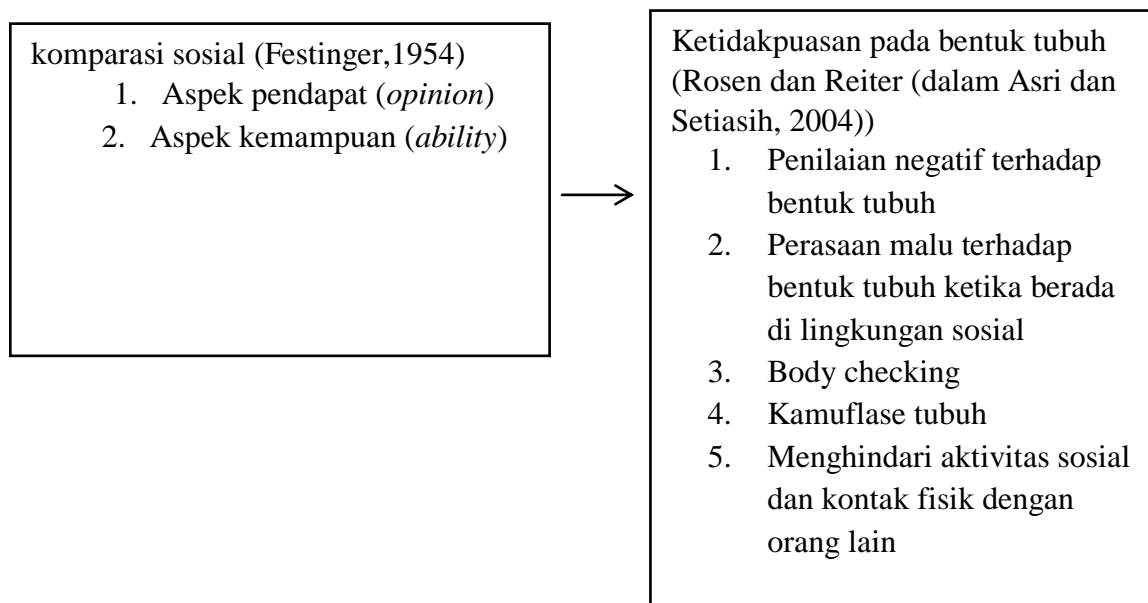 komparasi sosial (Festinger,1954)
1. Aspek pendapat (opinion)
2. Aspek kemampuan (ability)
Ketidakpuasan pada bentuk tubuh
(Rosen dan Reiter (dalam Asri dan
Setiasih, 2004))
1. Penilaian negatif terhadap
bentuk tubuh
2. Perasaan malu terhadap
bentuk tubuh ketika berada
di lingkungan sosial
3. Body checking
4. Kamuflase tubuh
5. Menghindari aktivitas sosial
dan kontak fisik dengan
orang lain